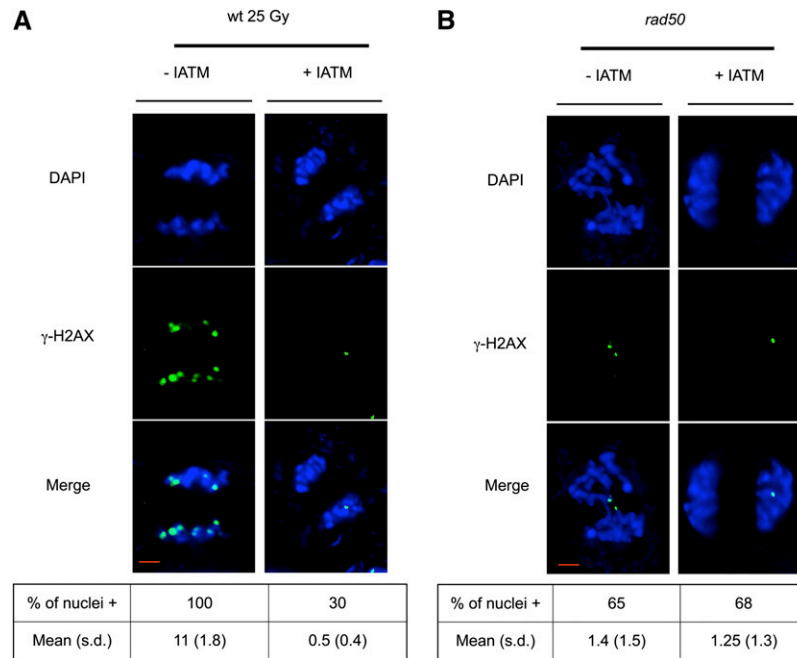 A
wt 25 Gy
- IATM + IATM
DAPI
γ-H2AX
Merge
% of nuclei + 100 30
Mean (s.d.) 11 (1.8) 0.5 (0.4)
B
rad50
- IATM + IATM
DAPI
γ-H2AX
Merge
% of nuclei + 65 68
Mean (s.d.) 1.4 (1.5) 1.25 (1.3)